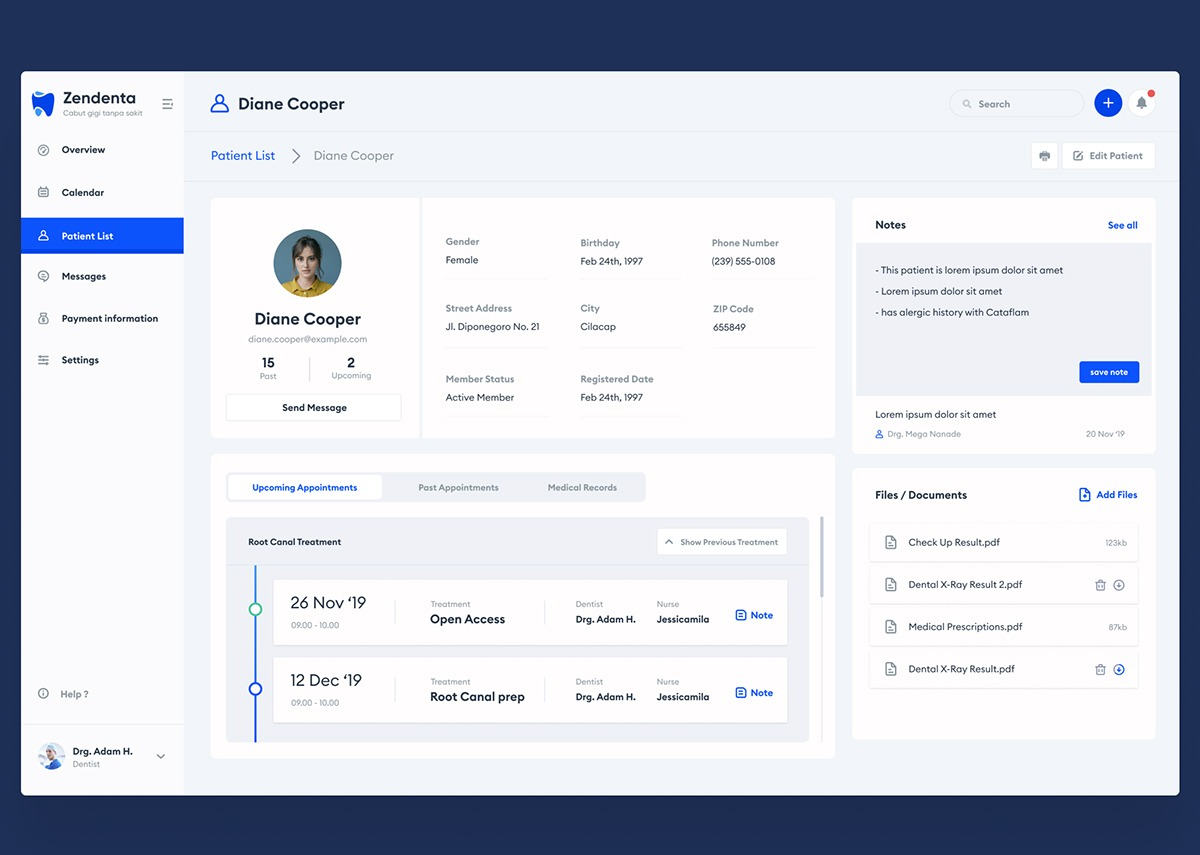 Zendenta
Cabut gigi tanpa sakit
Overview
Calendar
Patient List
Messages
Payment information
Settings
Help ?
Drg. Adam H.
Dentist
Diane Cooper
Search
Patient List
Diane Cooper
Edit Patient
Diane Cooper
diane.cooper@example.com
15
Past
2
Upcoming
Send Message
Gender
Female
Birthday
Feb 24th, 1997
Phone Number
(239) 555-0108
Street Address
Jl. Diponegoro No. 21
City
Cilacap
ZIP Code
655849
Member Status
Active Member
Registered Date
Feb 24th, 1997
Upcoming Appointments
Past Appointments
Medical Records
Root Canal Treatment
Show Previous Treatment
26 Nov ‘19
09.00 - 10.00
Treatment
Open Access
Dentist
Drg. Adam H.
Nurse
Jessicamila
Note
12 Dec ‘19
09.00 - 10.00
Treatment
Root Canal prep
Dentist
Drg. Adam H.
Nurse
Jessicamila
Note
Notes
See all
- This patient is lorem ipsum dolor sit amet
- Lorem ipsum dolor sit amet
- has alergic history with Cataflam
save note
Lorem ipsum dolor sit amet
Drg. Mega Nanade
20 Nov ‘19
Files / Documents
Add Files
Check Up Result.pdf
123kb
Dental X-Ray Result 2.pdf
Medical Prescriptions.pdf
87kb
Dental X-Ray Result.pdf